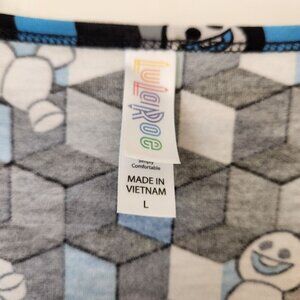 LuLaRoe
Simply
Comfortable
MADE IN
VIETNAM
L